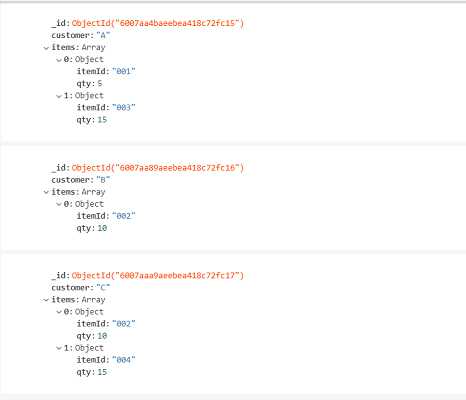 _id: ObjectId("6007aa4baeebea418c72fc15")
customer: "A"
items: Array
0: Object
itemId: "001"
qty: 5
1: Object
itemId: "003"
qty: 15
_id: ObjectId("6007aa89aeebea418c72fc16")
customer: "B"
items: Array
0: Object
itemId: "002"
qty: 10
_id: ObjectId("6007aaa9aeebea418c72fc17")
customer: "C"
items: Array
0: Object
itemId: "002"
qty: 10
1: Object
itemId: "004"
qty: 15